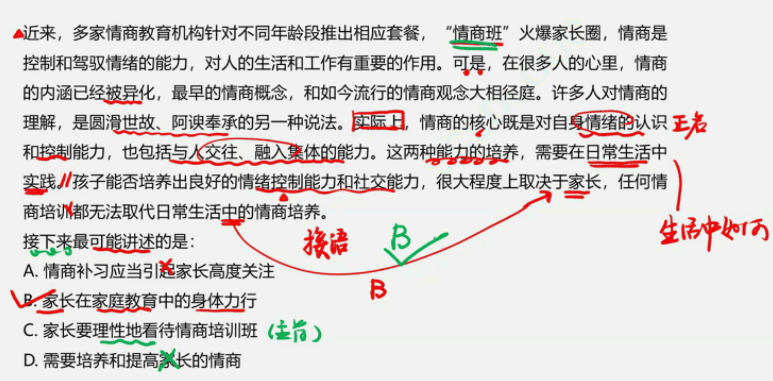 近来，多家情商教育机构针对不同年龄段推出相应套餐，“情商班”火爆家长圈，情商是
控制和驾驭情绪的能力，对人的生活和工作有重要的作用。可是，在很多人的心里，情商
的内涵已经被异化，最早的情商概念，和如今流行的情商观念大相径庭。许多人对情商的
理解，是圆滑世故、阿谀奉承的另一种说法。实际上，情商的核心既是对自身情绪的认识
正名
和控制能力，也包括与人交往、融入集体的能力。这两种能力的培养，需要在日常生活中
实践。孩子能否培养出良好的情绪控制能力和社交能力，很大程度上取决于家长，任何情
商培训都无法取代日常生活中的情商培养。
生活中如何
接下来最可能讲述的是：
接话
B
A. 情商补习应当引起家长高度关注
B. 家长在家庭教育中的身体力行
B
C. 家长要理性地看待情商培训班（主旨）
D. 需要培养和提高家长的情商